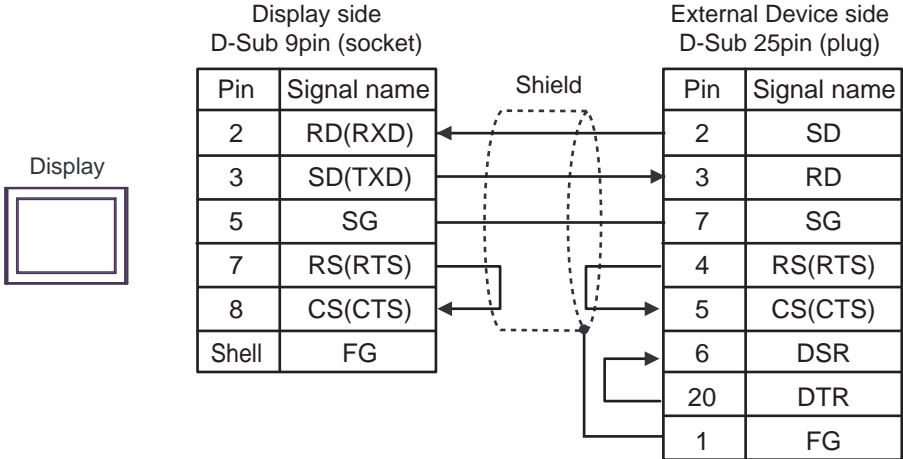 Display side
D-Sub 9pin (socket)
External Device side
D-Sub 25pin (plug)
Display
Shield
Pin Signal name
2 RD(RXD)
3 SD(TXD)
5 SG
7 RS(RTS)
8 CS(CTS)
Shell FG
Pin Signal name
2 SD
3 RD
7 SG
4 RS(RTS)
5 CS(CTS)
6 DSR
20 DTR
1 FG